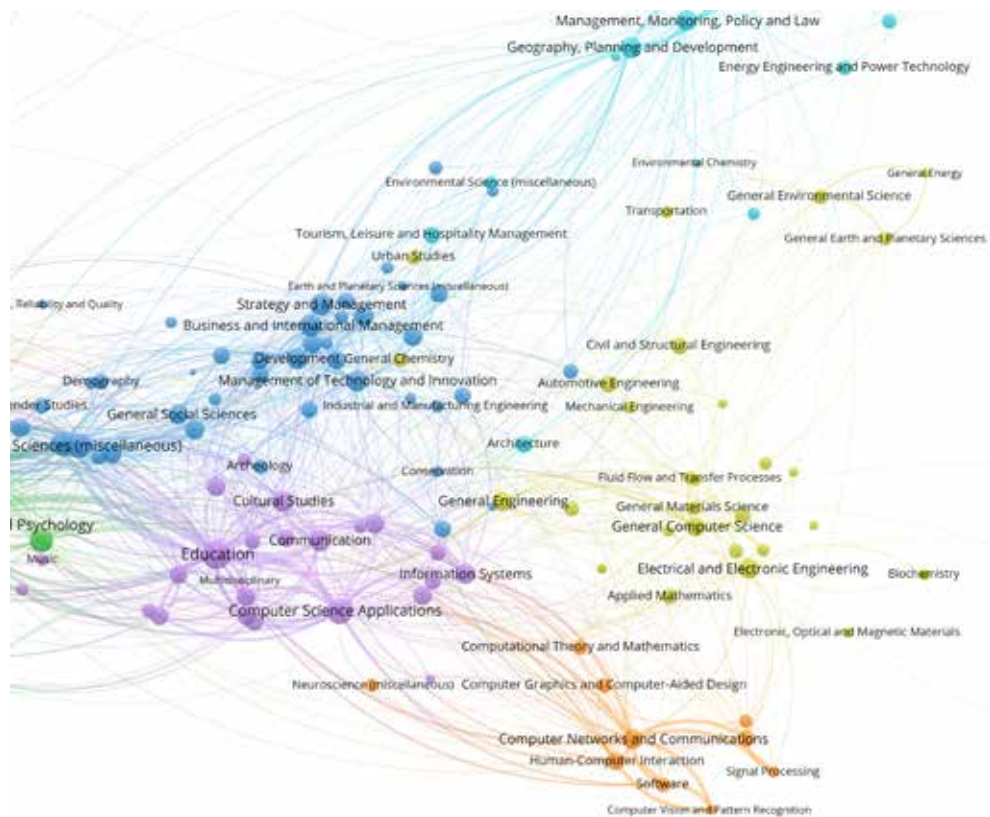 Management, Monitoring, Policy and Law
Geography, Planning and Development
Energy Engineering and Power Technology
Environmental Chemistry
General Energy
Environmental Science (miscellaneous)
General Environmental Science
Transportation
Tourism, Leisure and Hospitality Management
General Earth and Planetary Sciences
Urban Studies
Earth and Planetary Sciences (miscellaneous)
, Reliability and Quality
Strategy and Management
Business and International Management
Civil and Structural Engineering
Development
General Chemistry
Demography
Management of Technology and Innovation
Automotive Engineering
ender Studies
General Social Sciences
Industrial and Manufacturing Engineering
Mechanical Engineering
Sciences (miscellaneous)
Architecture
Archeology
Conservation
Fluid Flow and Transfer Processes
Cultural Studies
General Engineering
General Materials Science
l Psychology
General Computer Science
Communication
Music
Education
Multidisciplinary
Information Systems
Electrical and Electronic Engineering
Biochemistry
Applied Mathematics
Computer Science Applications
Electronic, Optical and Magnetic Materials
Computational Theory and Mathematics
Neuroscience (miscellaneous)
Computer Graphics and Computer-Aided Design
Computer Networks and Communications
Human-Computer Interaction
Signal Processing
Software
Computer Vision and Pattern Recognition